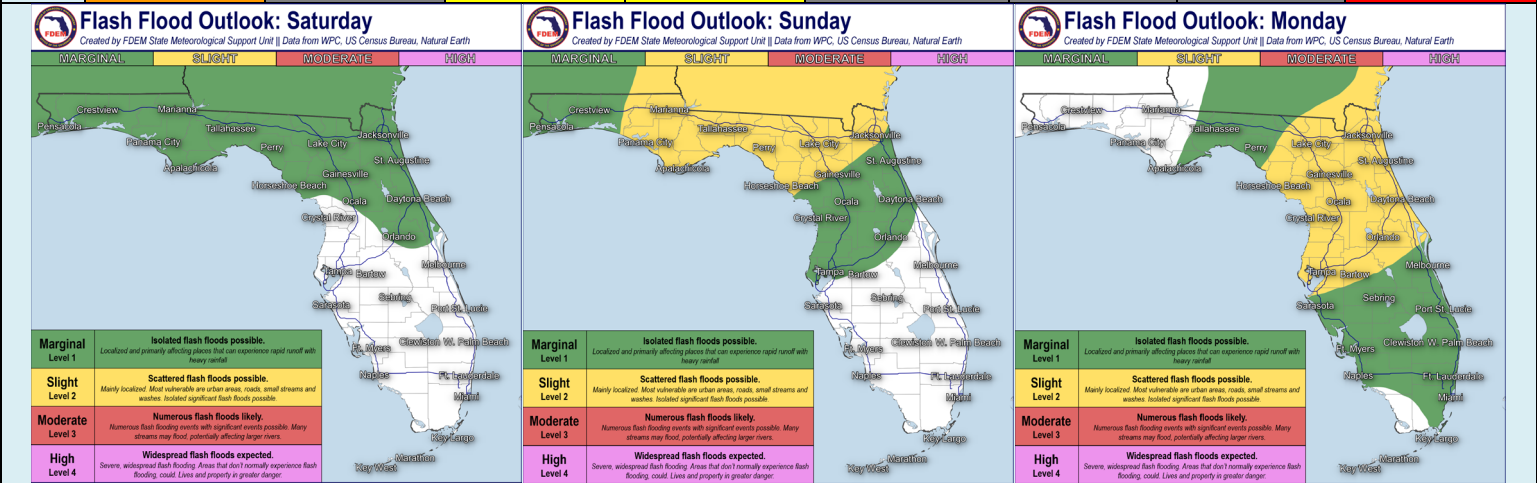 FDEM
Flash Flood Outlook: Saturday
Created by FDEM State Meteorological Support Unit || Data from WPC, US Census Bureau, Natural Earth
MARGINAL SLIGHT MODERATE HIGH
Crestview
Marianna
Pensacola
Tallahassee
Jacksonville
Panama City
Perry
Lake City
St. Augustine
Apalachicola
Gainesville
Horseshoe Beach
Ocala
Daytona Beach
Crystal River
Orlando
Melbourne
Tampa
Bartow
Sarasota
Sebring
Port St. Lucie
Ft. Myers
Clewiston
W. Palm Beach
Naples
Ft. Lauderdale
Miami
Key Largo
Marathon
Key West
Marginal
Level 1
Isolated flash floods possible.
Localized and primarily affecting places that can experience rapid runoff with
heavy rainfall
Slight
Level 2
Scattered flash floods possible.
Mainly localized. Most vulnerable are urban areas, roads, small streams and
washes. Isolated significant flash floods possible.
Moderate
Level 3
Numerous flash floods likely.
Numerous flash flooding events with significant events possible. Many
streams may flood, potentially affecting larger rivers.
High
Level 4
Widespread flash floods expected.
Severe, widespread flash flooding. Areas that don't normally experience flash
flooding, could. Lives and property in greater danger.
FDEM
Flash Flood Outlook: Sunday
Created by FDEM State Meteorological Support Unit || Data from WPC, US Census Bureau, Natural Earth
MARGINAL SLIGHT MODERATE HIGH
Crestview
Marianna
Pensacola
Tallahassee
Jacksonville
Panama City
Perry
Lake City
St. Augustine
Apalachicola
Gainesville
Horseshoe Beach
Ocala
Daytona Beach
Crystal River
Orlando
Melbourne
Tampa
Bartow
Sarasota
Sebring
Port St. Lucie
Ft. Myers
Clewiston
W. Palm Beach
Naples
Ft. Lauderdale
Miami
Key Largo
Marathon
Key West
Marginal
Level 1
Isolated flash floods possible.
Localized and primarily affecting places that can experience rapid runoff with
heavy rainfall
Slight
Level 2
Scattered flash floods possible.
Mainly localized. Most vulnerable are urban areas, roads, small streams and
washes. Isolated significant flash floods possible.
Moderate
Level 3
Numerous flash floods likely.
Numerous flash flooding events with significant events possible. Many
streams may flood, potentially affecting larger rivers.
High
Level 4
Widespread flash floods expected.
Severe, widespread flash flooding. Areas that don't normally experience flash
flooding, could. Lives and property in greater danger.
FDEM
Flash Flood Outlook: Monday
Created by FDEM State Meteorological Support Unit || Data from WPC, US Census Bureau, Natural Earth
MARGINAL SLIGHT MODERATE HIGH
Crestview
Marianna
Pensacola
Tallahassee
Jacksonville
Panama City
Perry
Lake City
St. Augustine
Apalachicola
Gainesville
Horseshoe Beach
Ocala
Daytona Beach
Crystal River
Orlando
Melbourne
Tampa
Bartow
Sarasota
Sebring
Port St. Lucie
Ft. Myers
Clewiston
W. Palm Beach
Naples
Ft. Lauderdale
Miami
Key Largo
Marathon
Key West
Marginal
Level 1
Isolated flash floods possible.
Localized and primarily affecting places that can experience rapid runoff with
heavy rainfall
Slight
Level 2
Scattered flash floods possible.
Mainly localized. Most vulnerable are urban areas, roads, small streams and
washes. Isolated significant flash floods possible.
Moderate
Level 3
Numerous flash floods likely.
Numerous flash flooding events with significant events possible. Many
streams may flood, potentially affecting larger rivers.
High
Level 4
Widespread flash floods expected.
Severe, widespread flash flooding. Areas that don't normally experience flash
flooding, could. Lives and property in greater danger.